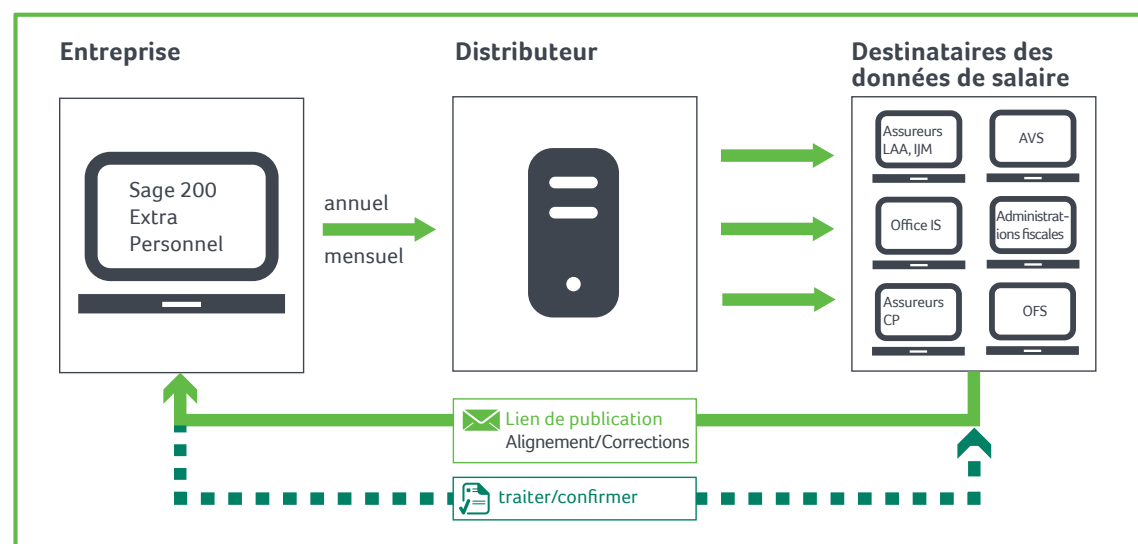 Entreprise
Distributeur
Destinataires des
données de salaire
Sage 200
Extra
Personnel
annuel
mensuel
Assureurs
LAA, IJM
AVS
Office IS
Administrat-
ions fiscales
Assureurs
CP
OFS
Lien de publication
Alignement/Corrections
traiter/confirmer